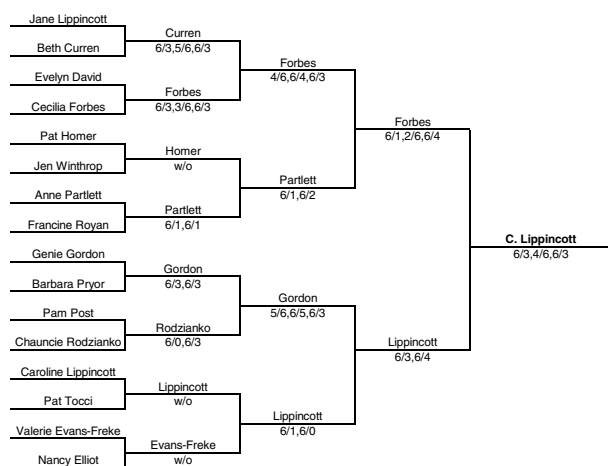 Jane Lippincott
Beth Curren
Evelyn David
Cecilia Forbes
Pat Homer
Jen Winthrop
Anne Partlett
Francine Royan
Genie Gordon
Barbara Pryor
Pam Post
Chauncie Rodzianko
Caroline Lippincott
Pat Tocci
Valerie Evans-Freke
Nancy Elliot
Curren
6/3,5/6,6/3
Forbes
6/3,3/6,6/3
Homer
w/o
Partlett
6/1,6/1
Gordon
6/3,6/3
Rodzianko
6/0,6/3
Lippincott
w/o
Evans-Freke
w/o
Forbes
4/6,6/4,6/3
Partlett
6/1,6/2
Gordon
5/6,6/5,6/3
Lippincott
6/1,6/0
Forbes
6/1,2/6,6/4
Lippincott
6/3,6/4
C. Lippincott
6/3,4/6,6/3